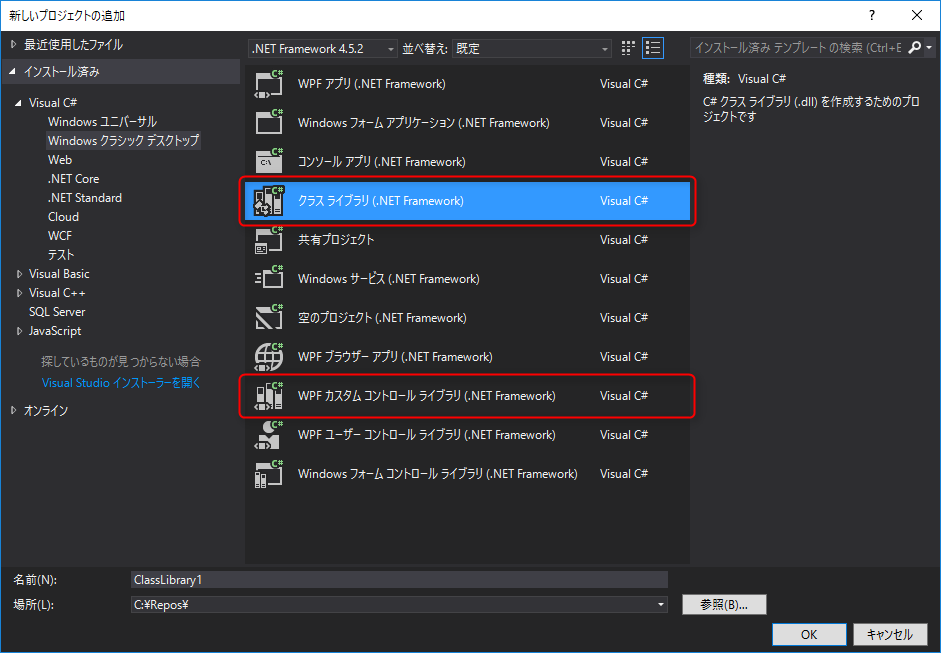 新しいプロジェクトの追加
?
最近使用したファイル
インストール済み
Visual C#
Windows ユニバーサル
Windows クラシック デスクトップ
Web
.NET Core
.NET Standard
Cloud
WCF
テスト
Visual Basic
Visual C++
SQL Server
JavaScript
探しているものが見つからない場合
Visual Studio インストーラーを開く
オンライン
.NET Framework 4.5.2
並べ替え: 既定
WPF アプリ (.NET Framework) Visual C#
Windows フォーム アプリケーション (.NET Framework) Visual C#
コンソール アプリ (.NET Framework) Visual C#
クラス ライブラリ (.NET Framework) Visual C#
共有プロジェクト Visual C#
Windows サービス (.NET Framework) Visual C#
空のプロジェクト (.NET Framework) Visual C#
WPF ブラウザー アプリ (.NET Framework) Visual C#
WPF カスタム コントロール ライブラリ (.NET Framework) Visual C#
WPF ユーザー コントロール ライブラリ (.NET Framework) Visual C#
Windows フォーム コントロール ライブラリ (.NET Framework) Visual C#
インストール済み テンプレート の検索 (Ctrl+E
種類: Visual C#
C# クラス ライブラリ (.dll) を作成するためのプロ
ジェクトです
名前(N): ClassLibrary1
場所(L): C:¥Repos¥
参照(B)...
OK
キャンセル